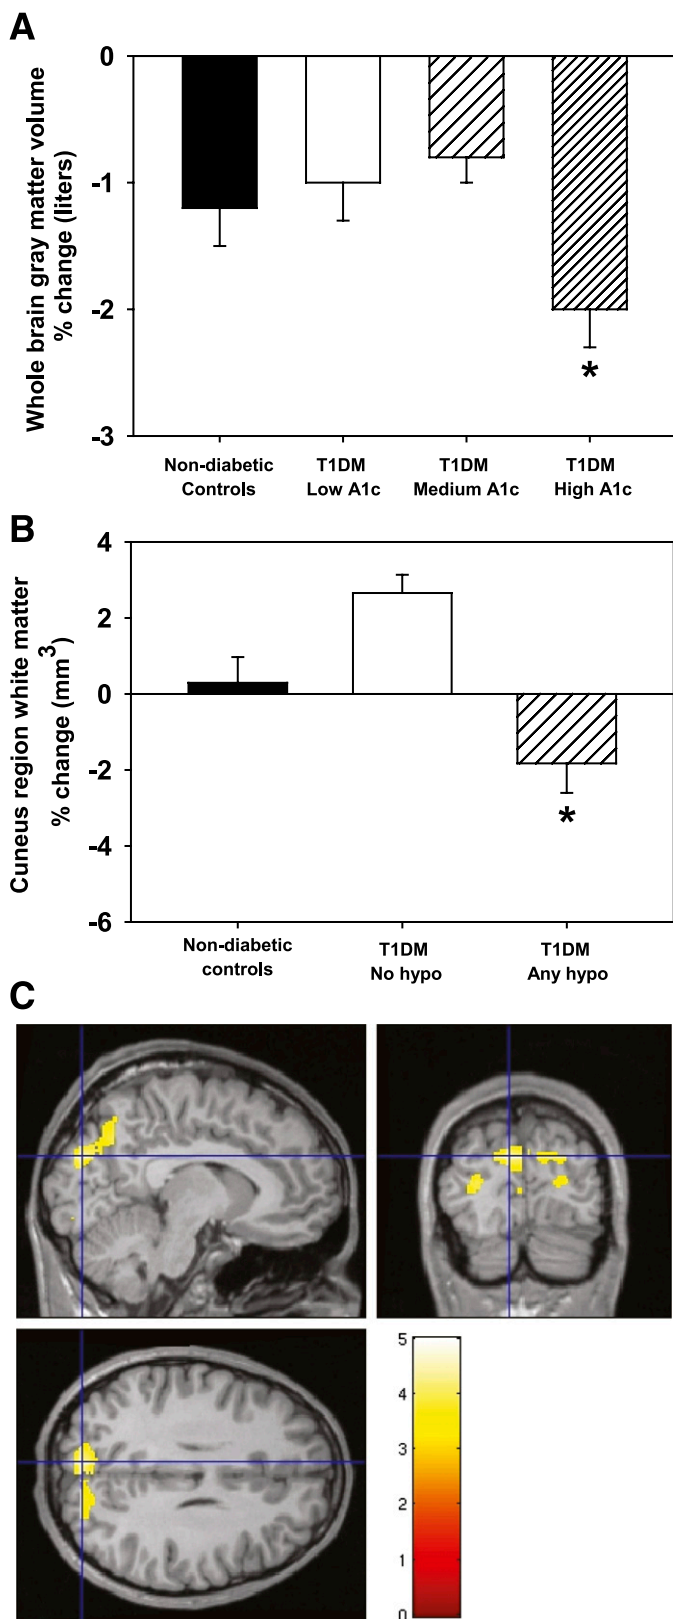 A
Whole brain gray matter volume
% change (liters)
0
-1
-2
-3
*
Non-diabetic
Controls
T1DM
Low A1c
T1DM
Medium A1c
T1DM
High A1c
B
Cuneus region white matter
% change (mm3)
4
2
0
-2
-4
-6
*
Non-diabetic
controls
T1DM
No hypo
T1DM
Any hypo
C
5
4
3
2
1
0